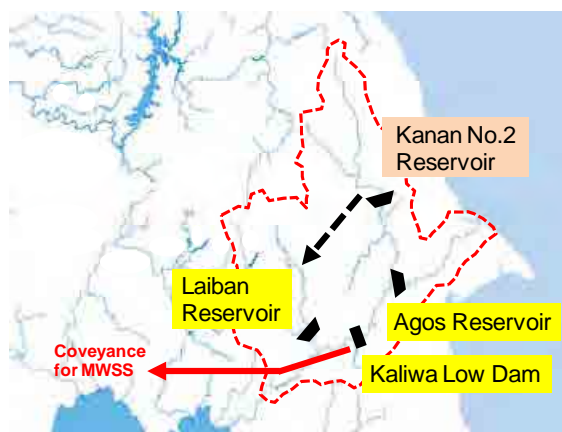 Kanan No.2
Reservoir
Laiban
Reservoir
Agos Reservoir
Coveyance
for MWSS
Kaliwa Low Dam